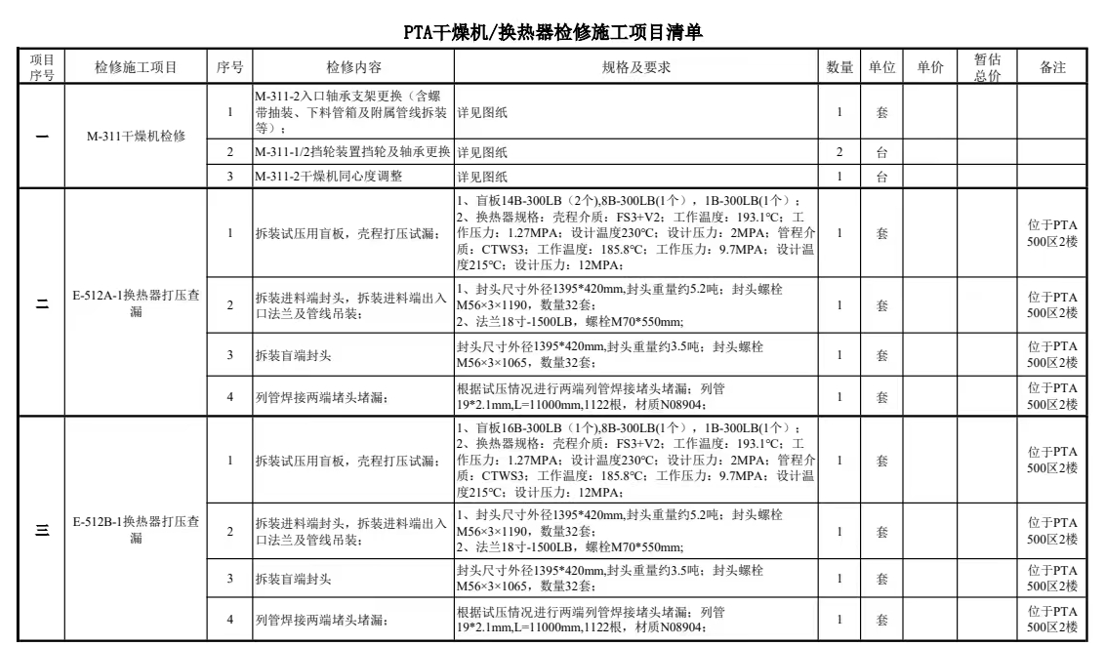 PTA干燥机/换热器检修施工项目清单
项目序号 检修施工项目 序号 检修内容 规格及要求 数量 单位 单价 暂估总价 备注
一 M-311干燥机检修
1 M-311-2入口轴承支架更换（含螺
带抽装、下料管箱及附属管线拆装
等）； 详见图纸 1 套
2 M-311-1/2挡轮装置挡轮及轴承更换 详见图纸 2 台
3 M-311-2干燥机同心度调整 详见图纸 1 台
二 E-512A-1换热器打压查
漏
1 拆装试压用盲板，壳程打压试漏；
1、盲板14B-300LB（2个),8B-300LB(1个），1B-300LB(1个）；
2、换热器规格：壳程介质：FS3+V2；工作温度：193.1℃；工
作压力：1.27MPA；设计温度230℃；设计压力：2MPA；管程介
质：CTWS3；工作温度：185.8℃；工作压力：9.7MPA；设计温
度215℃；设计压力：12MPA；
1 套 位于PTA
500区2楼
2 拆装进料端封头，拆装进料端出入
口法兰及管线吊装；
1、封头尺寸外径1395*420mm,封头重量约5.2吨；封头螺栓
M56×3×1190，数量32套；
2、法兰18寸-1500LB，螺栓M70*550mm;
1 套 位于PTA
500区2楼
3 拆装盲端封头
封头尺寸外径1395*420mm,封头重量约3.5吨；封头螺栓
M56×3×1065，数量32套；
1 套 位于PTA
500区2楼
4 列管焊接两端堵头堵漏；
根据试压情况进行两端列管焊接堵头堵漏；列管
19*2.1mm,L=11000mm,1122根，材质N08904；
1 套 位于PTA
500区2楼
三 E-512B-1换热器打压查
漏
1 拆装试压用盲板，壳程打压试漏；
1、盲板16B-300LB（1个),8B-300LB(1个），1B-300LB(1个）；
2、换热器规格：壳程介质：FS3+V2；工作温度：193.1℃；工
作压力：1.27MPA；设计温度230℃；设计压力：2MPA；管程介
质：CTWS3；工作温度：185.8℃；工作压力：9.7MPA；设计温
度215℃；设计压力：12MPA；
1 套 位于PTA
500区2楼
2 拆装进料端封头，拆装进料端出入
口法兰及管线吊装；
1、封头尺寸外径1395*420mm,封头重量约5.2吨；封头螺栓
M56×3×1190，数量32套；
2、法兰18寸-1500LB，螺栓M70*550mm;
1 套 位于PTA
500区2楼
3 拆装盲端封头
封头尺寸外径1395*420mm,封头重量约3.5吨；封头螺栓
M56×3×1065，数量32套；
1 套 位于PTA
500区2楼
4 列管焊接两端堵头堵漏；
根据试压情况进行两端列管焊接堵头堵漏；列管
19*2.1mm,L=11000mm,1122根，材质N08904；
1 套 位于PTA
500区2楼